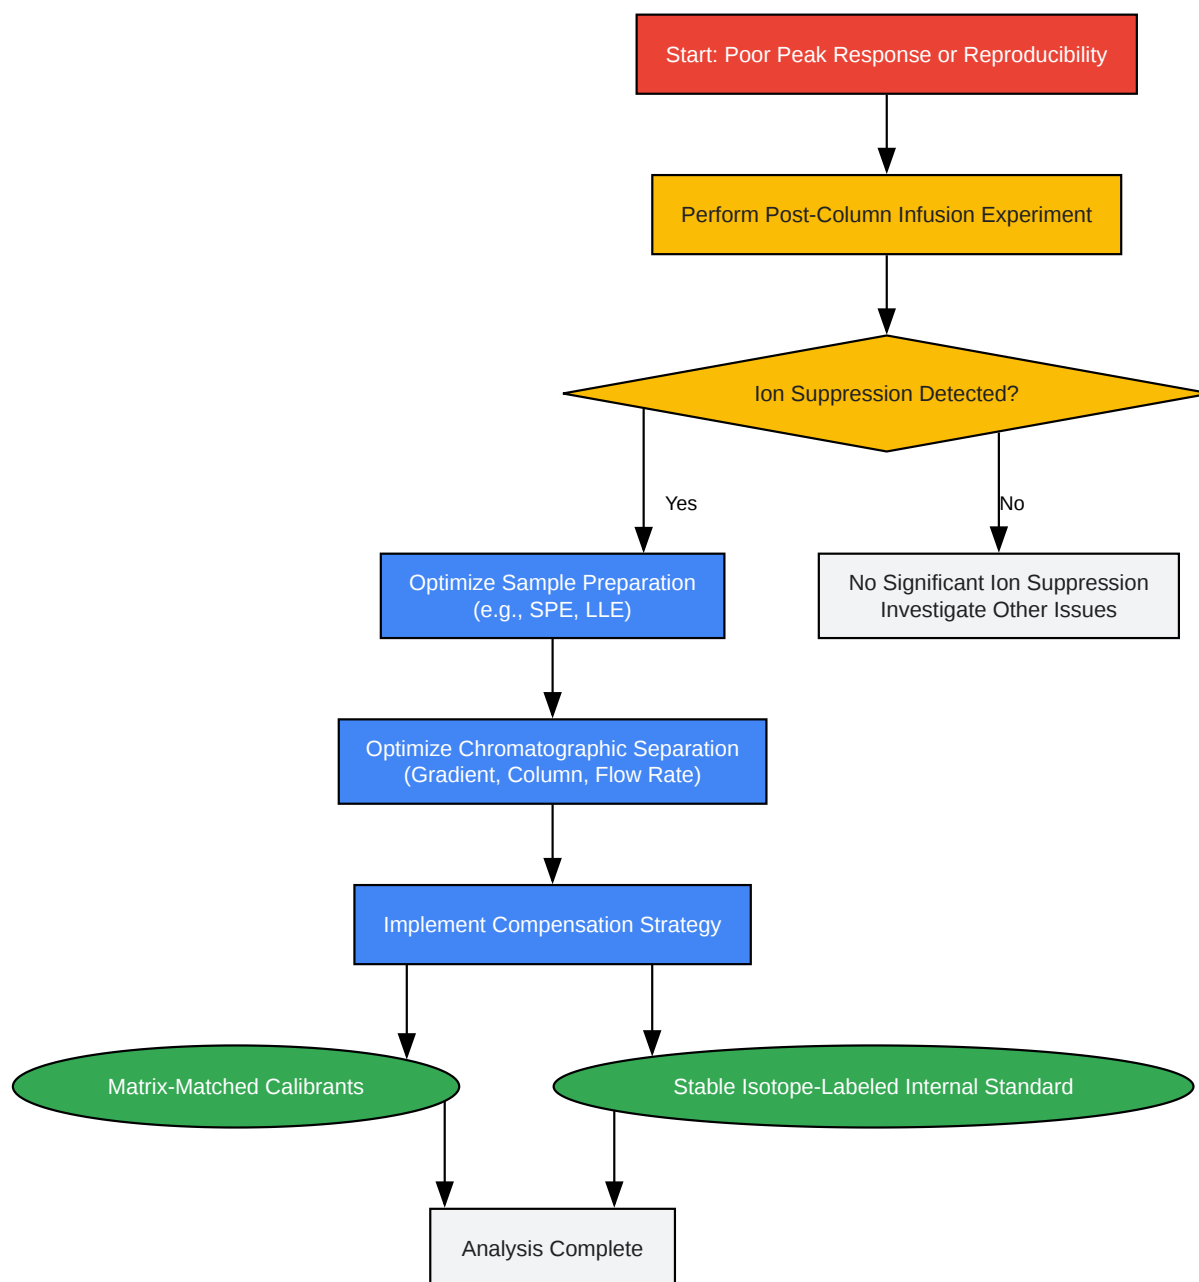 Start: Poor Peak Response or Reproducibility
Perform Post-Column Infusion Experiment
Ion Suppression Detected?
Yes
No
Optimize Sample Preparation
(e.g., SPE, LLE)
No Significant Ion Suppression
Investigate Other Issues
Optimize Chromatographic Separation
(Gradient, Column, Flow Rate)
Implement Compensation Strategy
Matrix-Matched Calibrants
Stable Isotope-Labeled Internal Standard
Analysis Complete